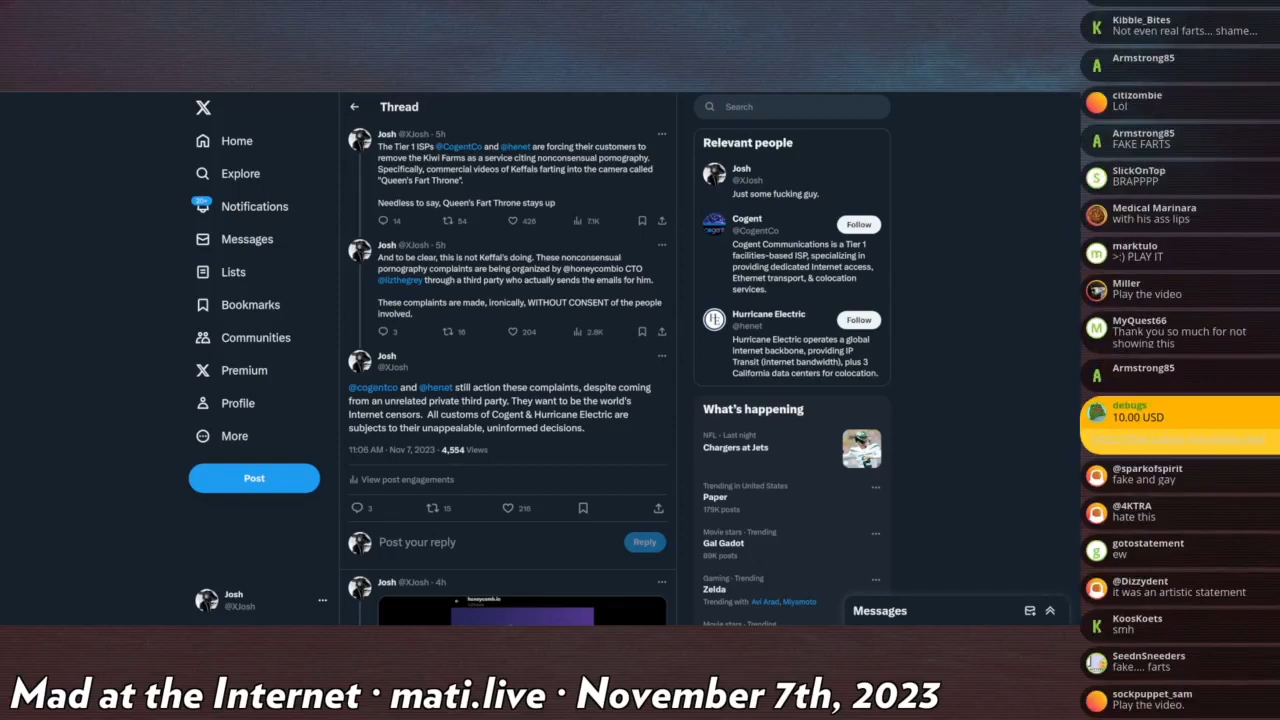 Home
Explore
20+
Notifications
Messages
Lists
Bookmarks
Communities
Premium
Profile
More
Post
Josh
@XJosh
Thread
Josh @XJosh · 5h
The Tier 1 ISPs @CogentCo and @henet are forcing their customers to
remove the Kiwi Farms as a service citing nonconsensual pornography.
Specifically, commercial videos of Keffals farting into the camera called
"Queen's Fart Throne".
Needless to say, Queen's Fart Throne stays up
14 54 426 7.1K
Josh @XJosh · 5h
And to be clear, this is not Keffal's doing. These nonconsensual
pornography complaints are being organized by @honeycombio CTO
@lizthegrey through a third party who actually sends the emails for him.
These complaints are made, ironically, WITHOUT CONSENT of the people
involved.
3 16 204 2.8K
Josh
@XJosh
@cogentco and @henet still action these complaints, despite coming
from an unrelated private third party. They want to be the world's
Internet censors. All customs of Cogent & Hurricane Electric are
subjects to their unappealable, uninformed decisions.
11:06 AM · Nov 7, 2023 · 4,554 Views
View post engagements
3 15 216
Post your reply
Reply
Josh @XJosh · 4h
honeycomb.io
Search
Relevant people
Josh
@XJosh
Just some fucking guy.
Cogent
@CogentCo
Follow
Cogent Communications is a Tier 1
facilities-based ISP, specializing in
providing dedicated Internet access,
Ethernet transport, & colocation
services.
Hurricane Electric
@henet
Follow
Hurricane Electric operates a global
Internet backbone, providing IP
Transit (Internet bandwidth), plus 3
California data centers for colocation.
What's happening
NFL · Last night
Chargers at Jets
Trending in United States
Paper
179K posts
Movie stars · Trending
Gal Gadot
89K posts
Gaming · Trending
Zelda
Trending with Avi Arad, Miyamoto
Movie stars · Trending
Messages
Kibble_Bites
Not even real farts... shame...
Armstrong85
citizombie
Lol
Armstrong85
FAKE FARTS
SlickOnTop
BRAPPPP
Medical Marinara
with his ass lips
marktulo
>:) PLAY IT
Miller
Play the video
MyQuest66
Thank you so much for not
showing this
Armstrong85
debugs
10.00 USD
@sparkofspirit
fake and gay
@4KTRA
hate this
gotostatement
ew
@Dizzydent
it was an artistic statement
KoosKoets
smh
SeednSneeders
fake.... farts
sockpuppet_sam
Play the video.
Mad at the Internet · mati.live · November 7th, 2023